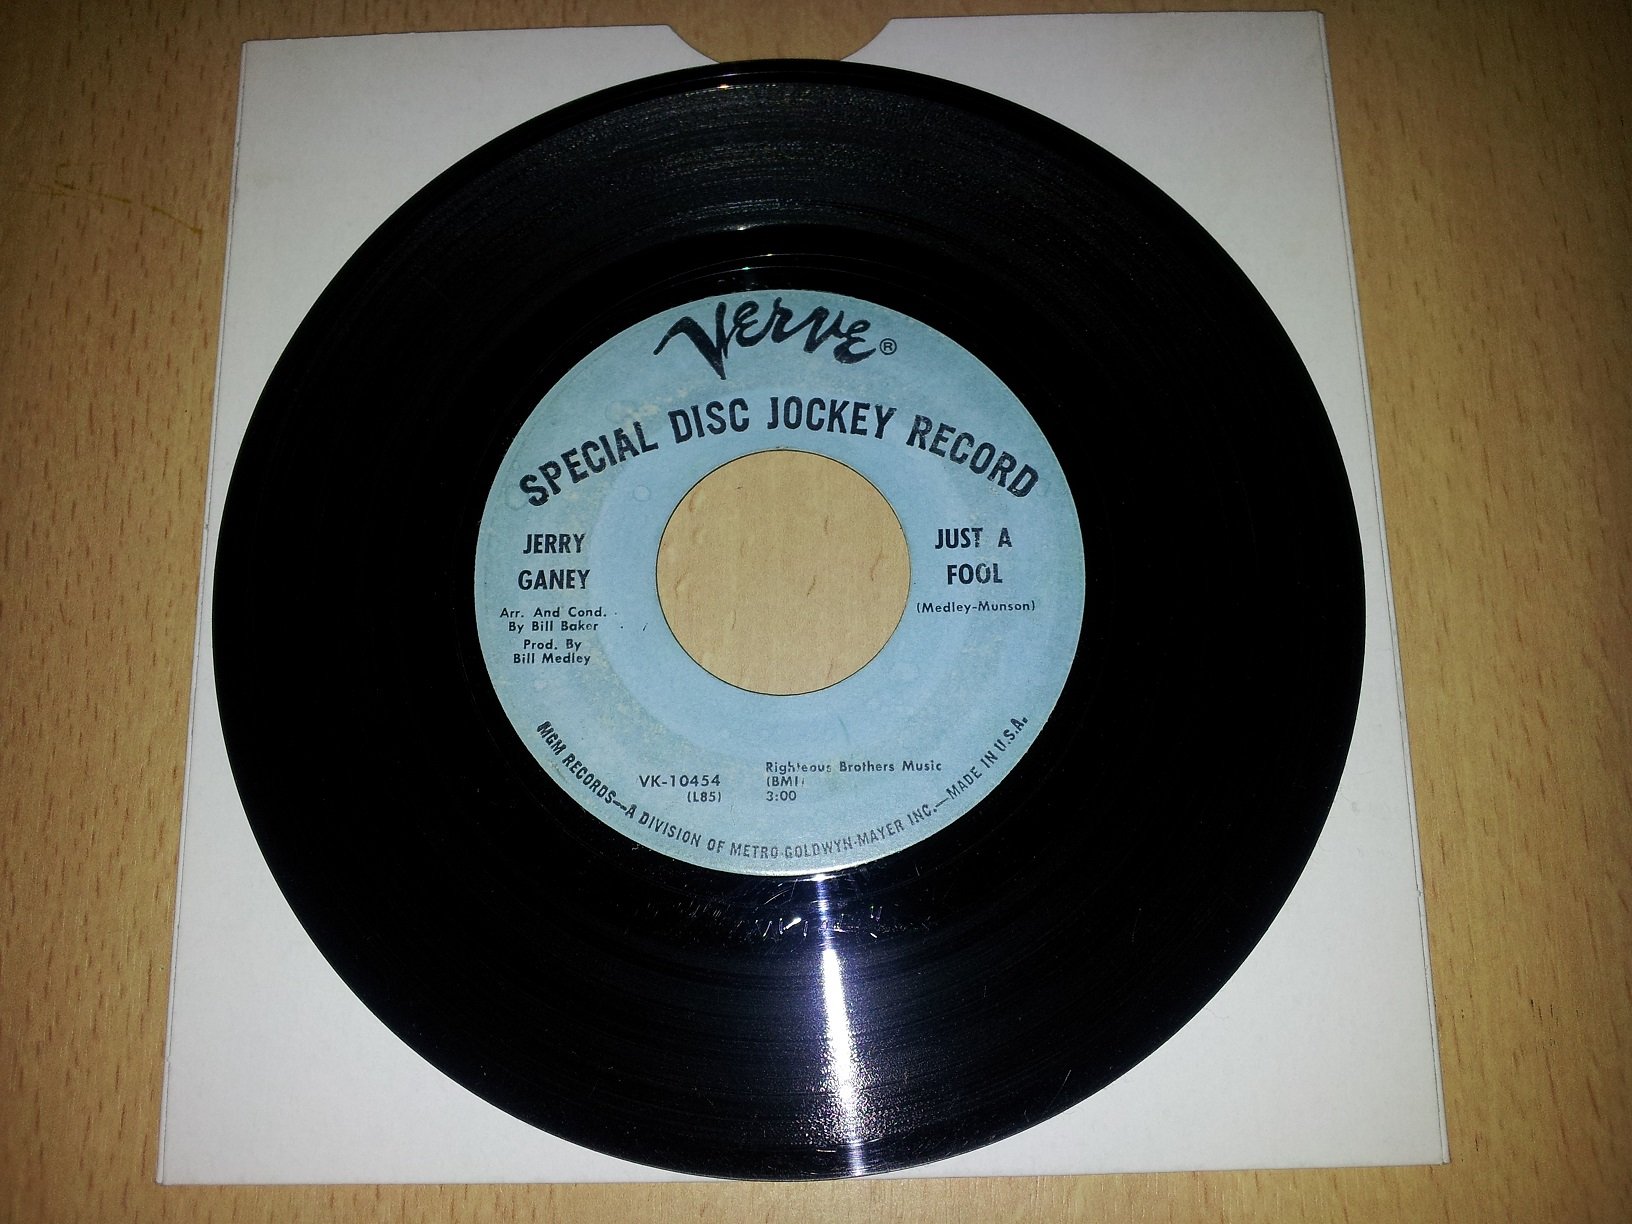 Verve®
SPECIAL DISC JOCKEY RECORD
JERRY
GANEY
Arr. And Cond.
By Bill Baker
Prod. By
Bill Medley
JUST A
FOOL
(Medley-Munson)
VK-10454
(L85)
Righteous Brothers Music
(BMI)
3:00
MGM RECORDS—A DIVISION OF METRO-GOLDWYN-MAYER INC.—MADE IN U.S.A.